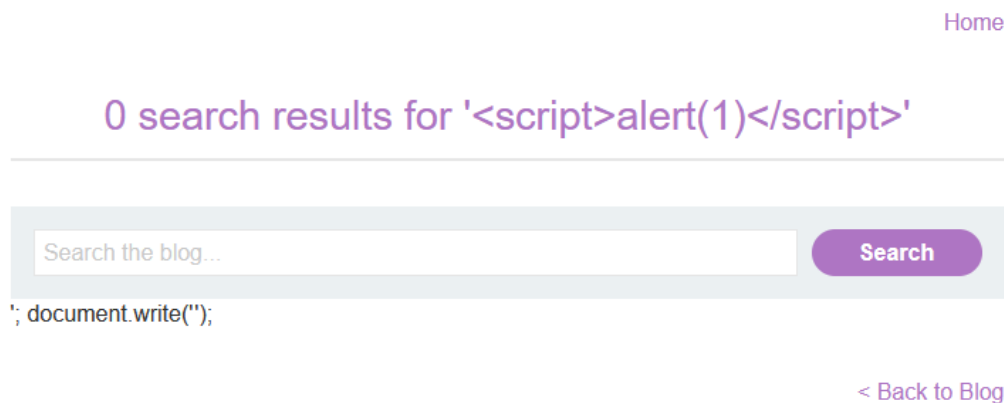 Home
0 search results for '<script>alert(1)</script>'
Search the blog...
Search
'; document.write('');
< Back to Blog